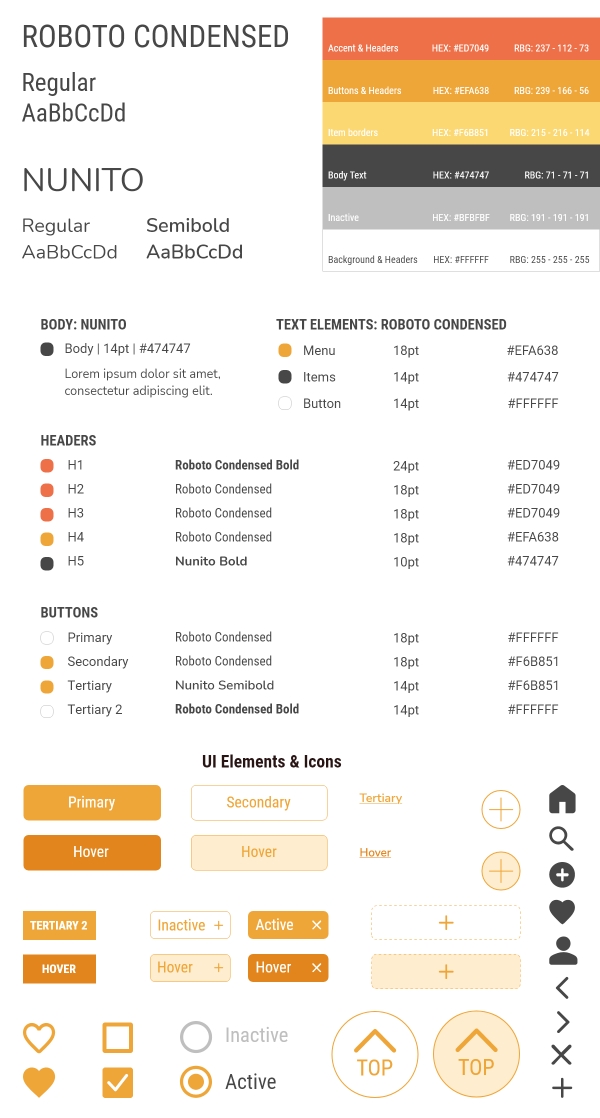 ROBOTO CONDENSED
Regular
AaBbCcDd
NUNITO
Regular Semibold
AaBbCcDd AaBbCcDd
Accent & Headers HEX: #ED7049 RBG: 237 - 112 - 73
Buttons & Headers HEX: #EFA638 RBG: 239 - 166 - 56
Item borders HEX: #F6B851 RBG: 215 - 216 - 114
Body Text HEX: #474747 RBG: 71 - 71 - 71
Inactive HEX: #BFBFBF RBG: 191 - 191 - 191
Background & Headers HEX: #FFFFFF RBG: 255 - 255 - 255
BODY: NUNITO
Body | 14pt | #474747
Lorem ipsum dolor sit amet,
consectetur adipiscing elit.
TEXT ELEMENTS: ROBOTO CONDENSED
Menu 18pt #EFA638
Items 14pt #474747
Button 14pt #FFFFFF
HEADERS
H1 Roboto Condensed Bold 24pt #ED7049
H2 Roboto Condensed 18pt #ED7049
H3 Roboto Condensed 18pt #ED7049
H4 Roboto Condensed 18pt #EFA638
H5 Nunito Bold 10pt #474747
BUTTONS
Primary Roboto Condensed 18pt #FFFFFF
Secondary Roboto Condensed 18pt #F6B851
Tertiary Nunito Semibold 14pt #F6B851
Tertiary 2 Roboto Condensed Bold 14pt #FFFFFF
UI Elements & Icons
Primary Secondary Tertiary
Hover Hover Hover
TERTIARY 2 Inactive + Active ×
HOVER Hover + Hover ×
Inactive
Active
TOP TOP